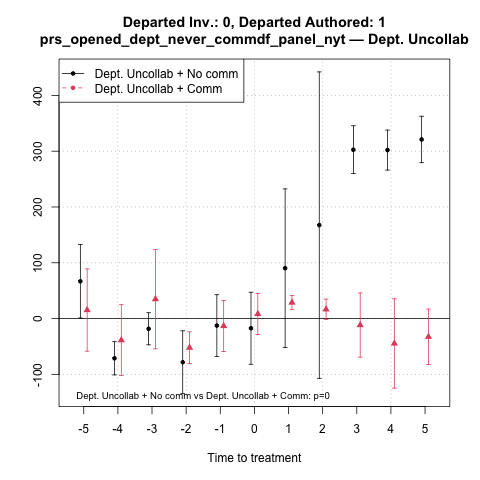 Departed Inv.: 0, Departed Authored: 1
prs_opened_dept_never_commdf_panel_nyt — Dept. Uncollab
Dept. Uncollab + No comm
Dept. Uncollab + Comm
400
300
200
100
0
-100
Dept. Uncollab + No comm vs Dept. Uncollab + Comm: p=0
-5 -4 -3 -2 -1 0 1 2 3 4 5
Time to treatment